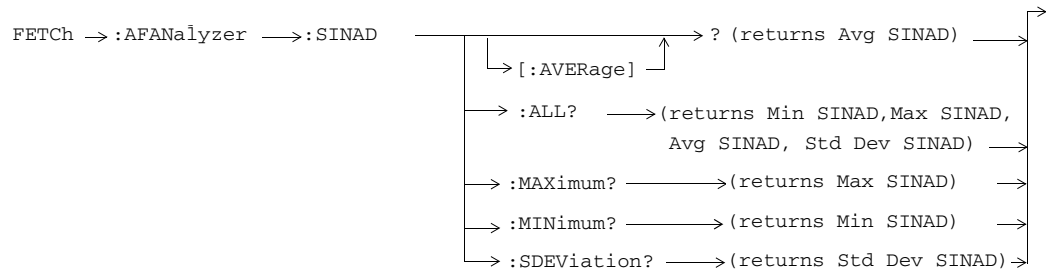 FETCh :AFANalyzer :SINAD ? (returns Avg SINAD)
[:AVERage]
:ALL? (returns Min SINAD,Max SINAD,
Avg SINAD, Std Dev SINAD)
:MAXimum? (returns Max SINAD)
:MINimum? (returns Min SINAD)
:SDEViation? (returns Std Dev SINAD)